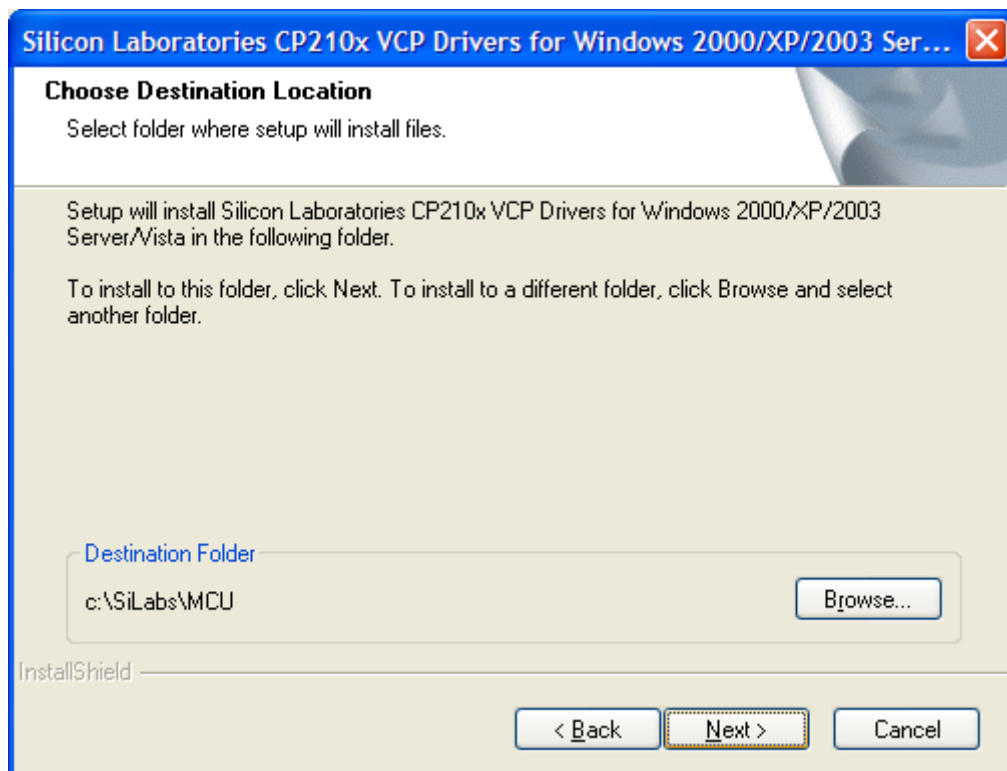 Silicon Laboratories CP210x VCP Drivers for Windows 2000/XP/2003 Ser...
Choose Destination Location
Select folder where setup will install files.
Setup will install Silicon Laboratories CP210x VCP Drivers for Windows 2000/XP/2003
Server/Vista in the following folder.
To install to this folder, click Next. To install to a different folder, click Browse and select
another folder.
Destination Folder
c:\SiLabs\MCU
Browse...
InstallShield
< Back
Next >
Cancel